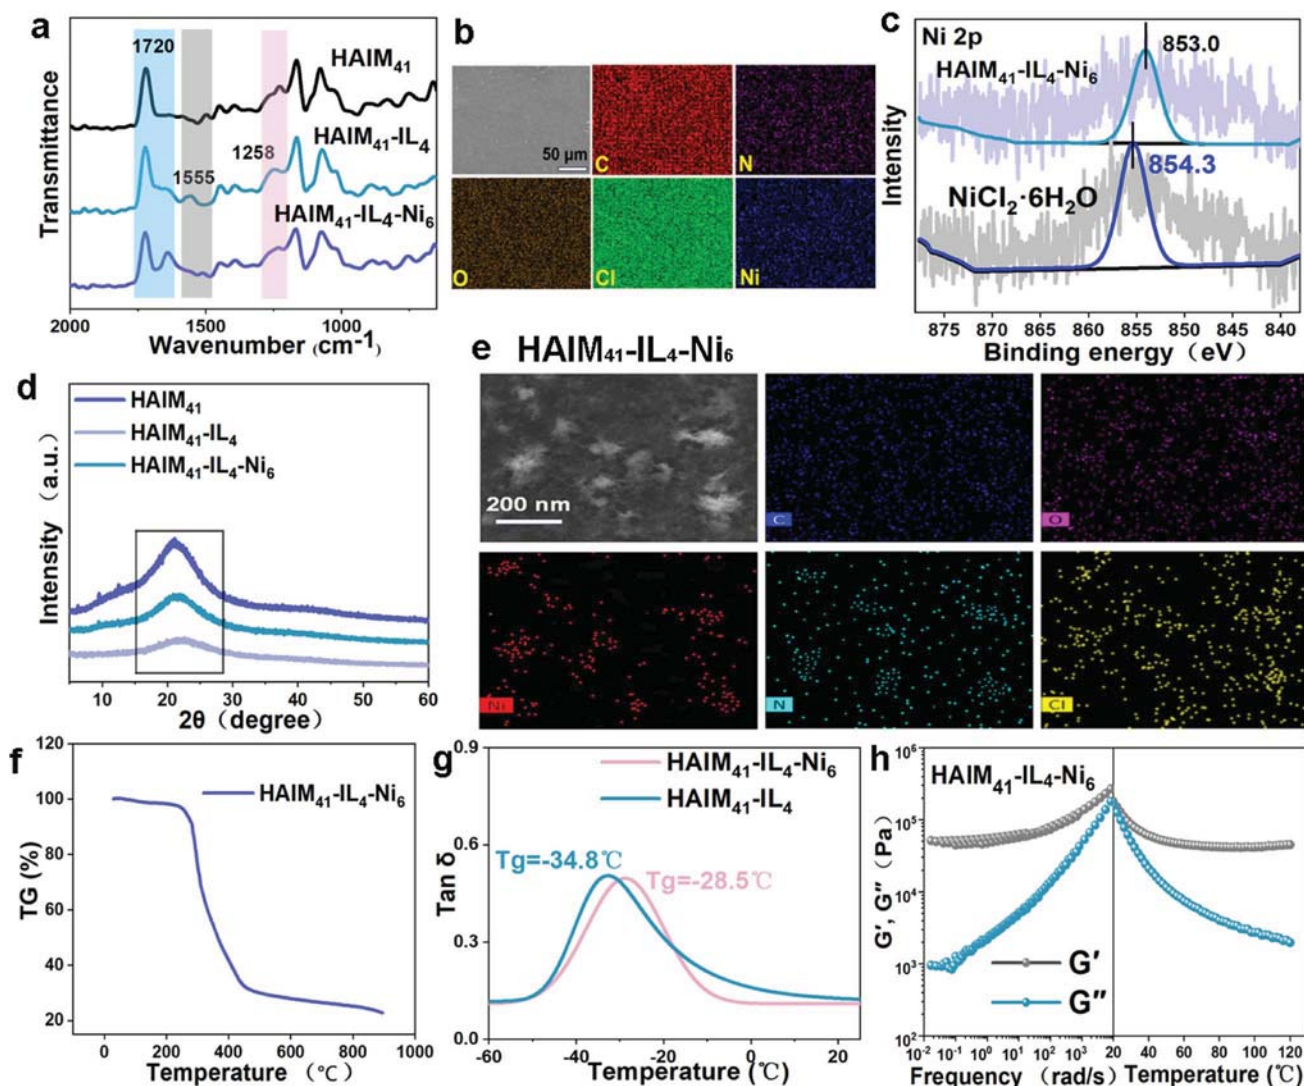 a
1720
HAIM41
HAIM41-IL4
1258
1555
HAIM41-IL4-Ni6
Transmittance
2000 1500 1000
Wavenumber (cm-1)
b
50 μm
C
N
O
Cl
Ni
c
Ni 2p
853.0
HAIM41-IL4-Ni6
854.3
NiCl2·6H2O
Intensity
875 870 865 860 855 850 845 840
Binding energy (eV)
d
HAIM41
HAIM41-IL4
HAIM41-IL4-Ni6
Intensity (a.u.)
10 20 30 40 50 60
2θ (degree)
e HAIM41-IL4-Ni6
200 nm
C
O
Ni
N
Cl
f
120
100
80
60
40
20
TG (%)
HAIM41-IL4-Ni6
0 200 400 600 800 1000
Temperature (℃)
g
0.9
0.6
0.3
0.0
Tan δ
HAIM41-IL4-Ni6
HAIM41-IL4
Tg=-34.8℃
Tg=-28.5℃
-60 -40 -20 0 20
Temperature (℃)
h
10^6
10^5
10^4
10^3
10^2
G′, G″ (Pa)
HAIM41-IL4-Ni6
G′
G″
10^-2 10^-1 10^0 10^1 10^2 10^3 20 40 60 80 100 120
Frequency (rad/s) Temperature (℃)